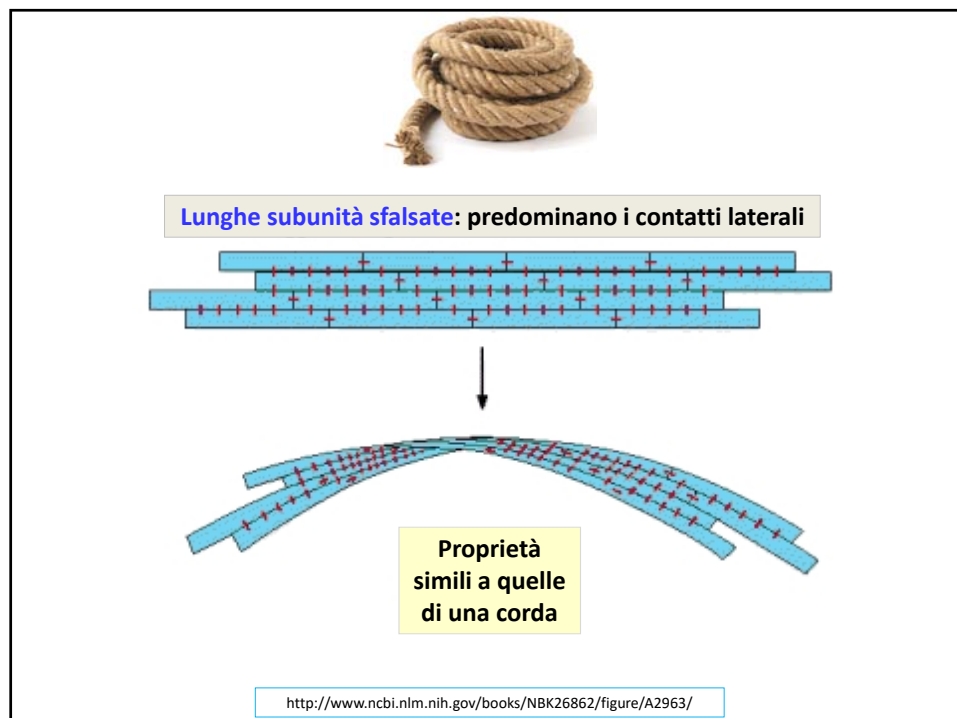 Lunghe subunità sfalsate: predominano i contatti laterali
Proprietà
simili a quelle
di una corda
http://www.ncbi.nlm.nih.gov/books/NBK26862/figure/A2963/